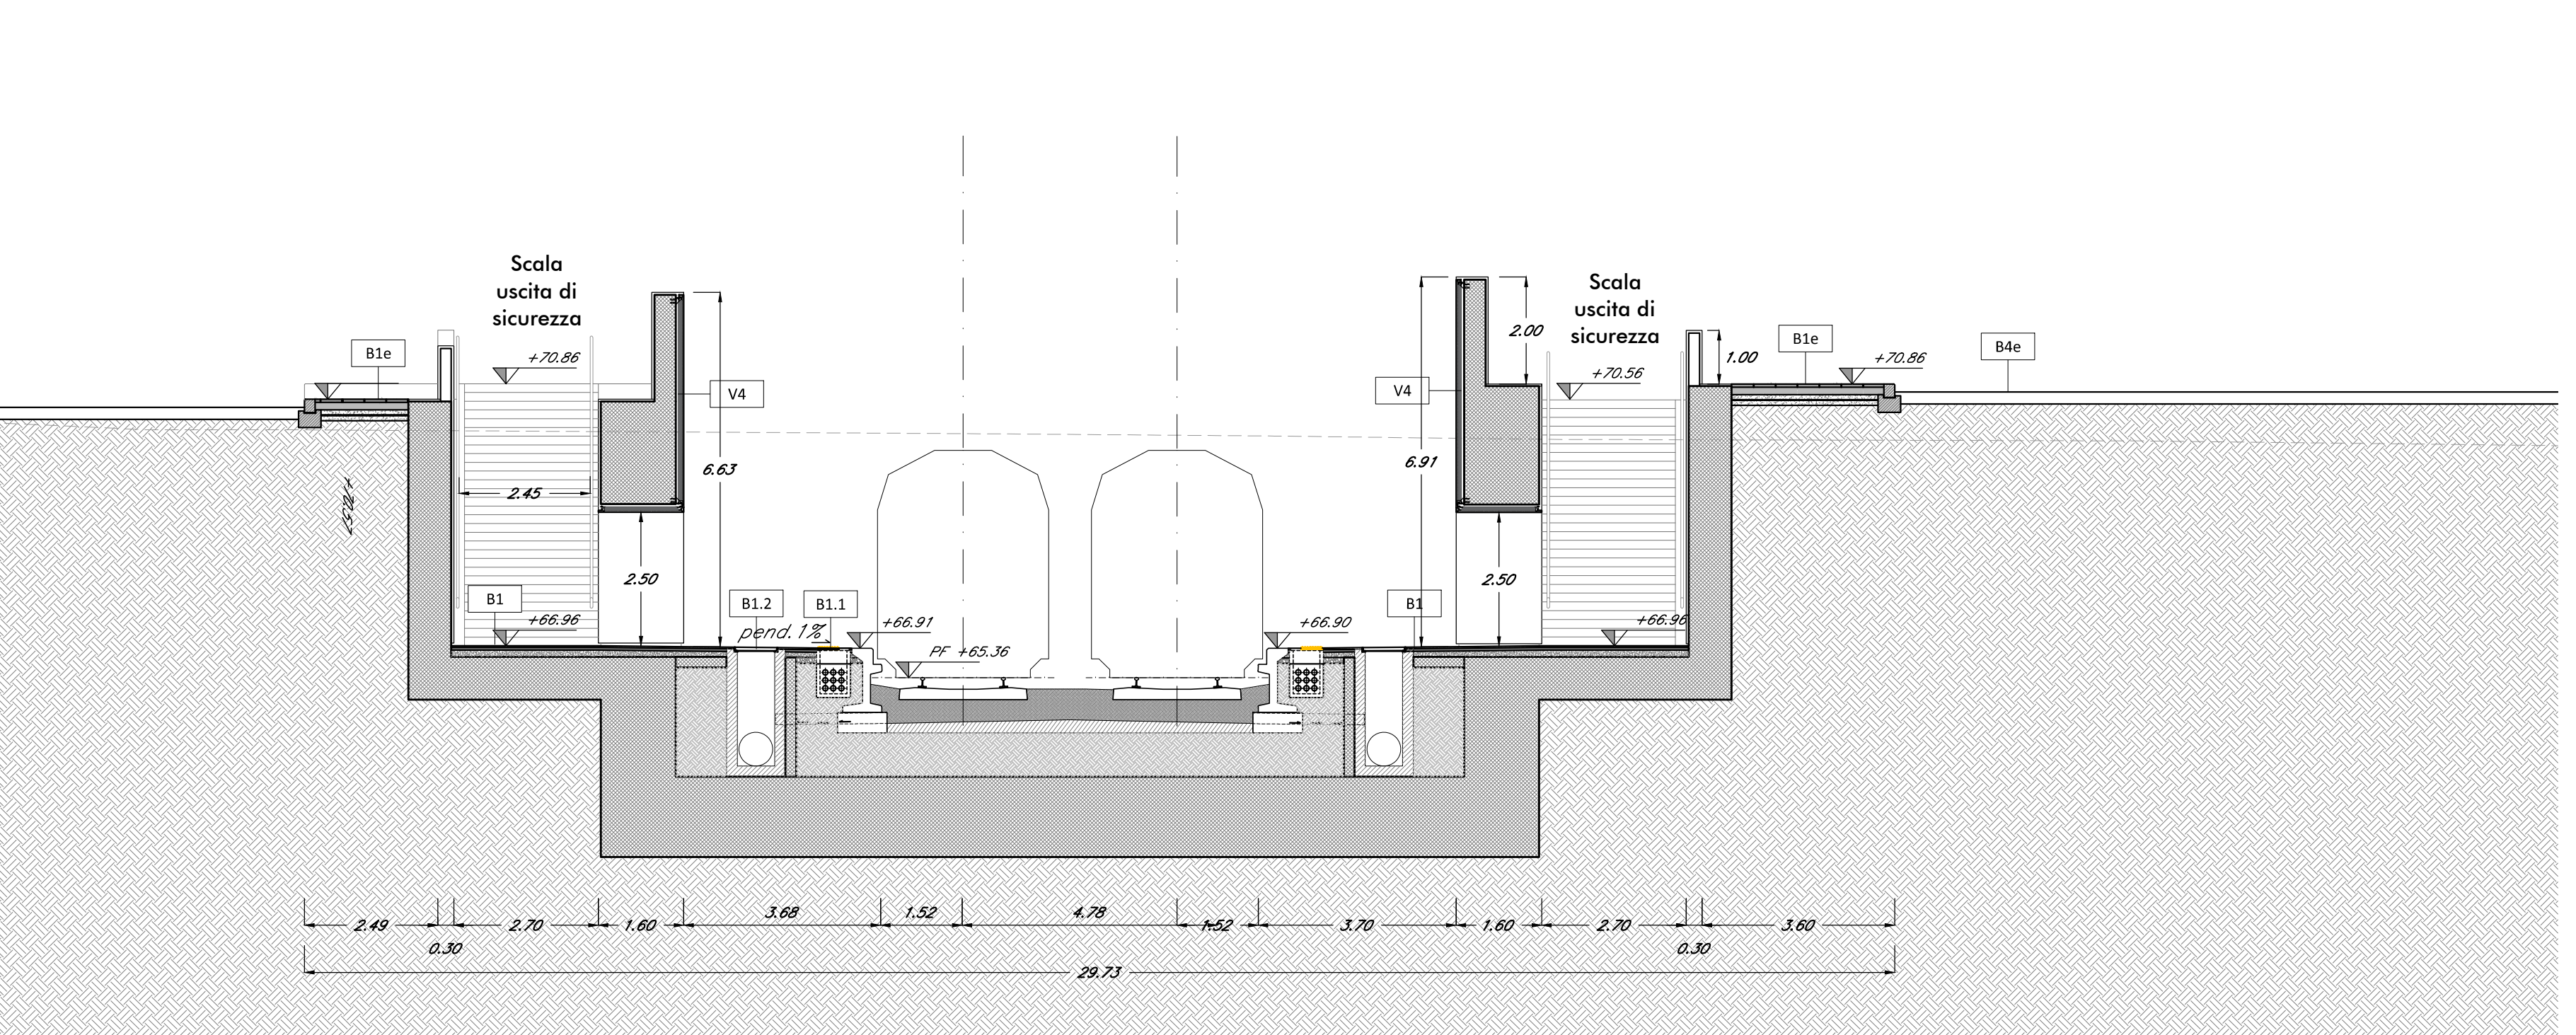 Scala
uscita di
sicurezza
Scala
uscita di
sicurezza
2.00
B1e
+70.86
V4
V4
+70.56
1.00
B1e
+70.86
B4e
6.63
6.91
2.45
2.50
2.50
B1
+66.96
B1.2
B1.1
pend. 1%
+66.91
PF +65.36
+66.90
B1
+66.96
2.49
0.30
2.70
1.60
3.68
1.52
4.78
1.52
3.70
1.60
2.70
0.30
3.60
29.73